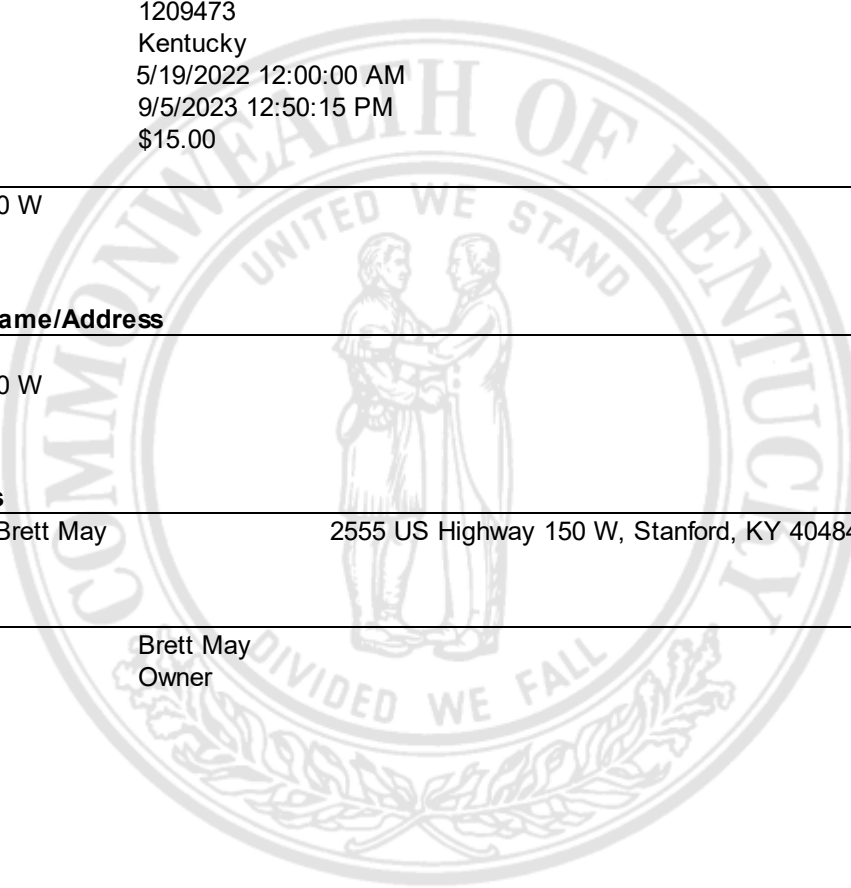 1209473
Kentucky
5/19/2022 12:00:00 AM
9/5/2023 12:50:15 PM
$15.00
0 W
ame/Address
0 W
s
Brett May 2555 US Highway 150 W, Stanford, KY 40484
Brett May
Owner
COMMONWEALTH OF KENTUCKY
UNITED WE STAND
DIVIDED WE FALL